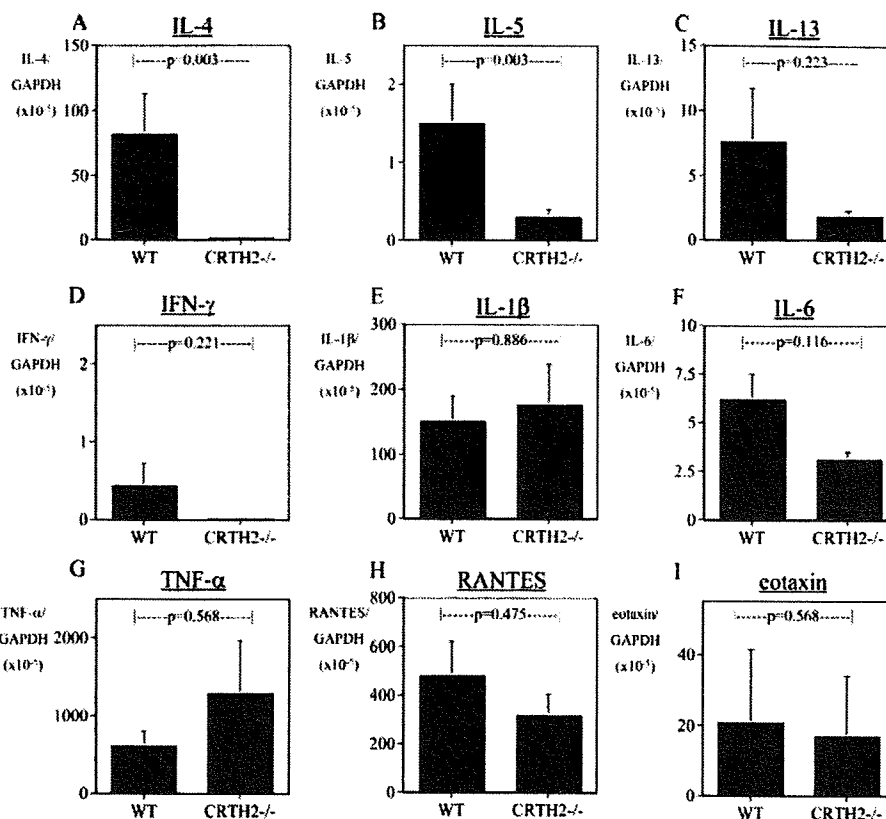 A IL-4
IL-4/
GAPDH
(x10⁻⁵)
150
100
50
0
|------p=0.003------|
WT CRTH2-/-
B IL-5
IL-5
GAPDH
(x10⁻⁵)
2
1
0
|------p=0.003------|
WT CRTH2-/-
C IL-13
IL-13/
GAPDH
(x10⁻⁵)
15
10
5
0
|------p=0.223------|
WT CRTH2-/-
D IFN-γ
IFN-γ/
GAPDH
(x10⁻⁵)
2
1
0
|------p=0.221------|
WT CRTH2-/-
E IL-1β
IL-1β/
GAPDH
(x10⁻⁵)
300
200
150
100
0
|------p=0.886------|
WT CRTH2-/-
F IL-6
IL-6/
GAPDH
(x10⁻⁵)
10
7.5
5
2.5
0
|------p=0.116------|
WT CRTH2-/-
G TNF-α
TNF-α/
GAPDH
(x10⁻⁵)
2000
1000
0
|------p=0.568------|
WT CRTH2-/-
H RANTES
RANTES/
GAPDH
(x10⁻⁵)
800
600
400
200
0
|------p=0.475------|
WT CRTH2-/-
I eotaxin
eotaxin/
GAPDH
(x10⁻⁵)
40
20
0
|------p=0.568------|
WT CRTH2-/-